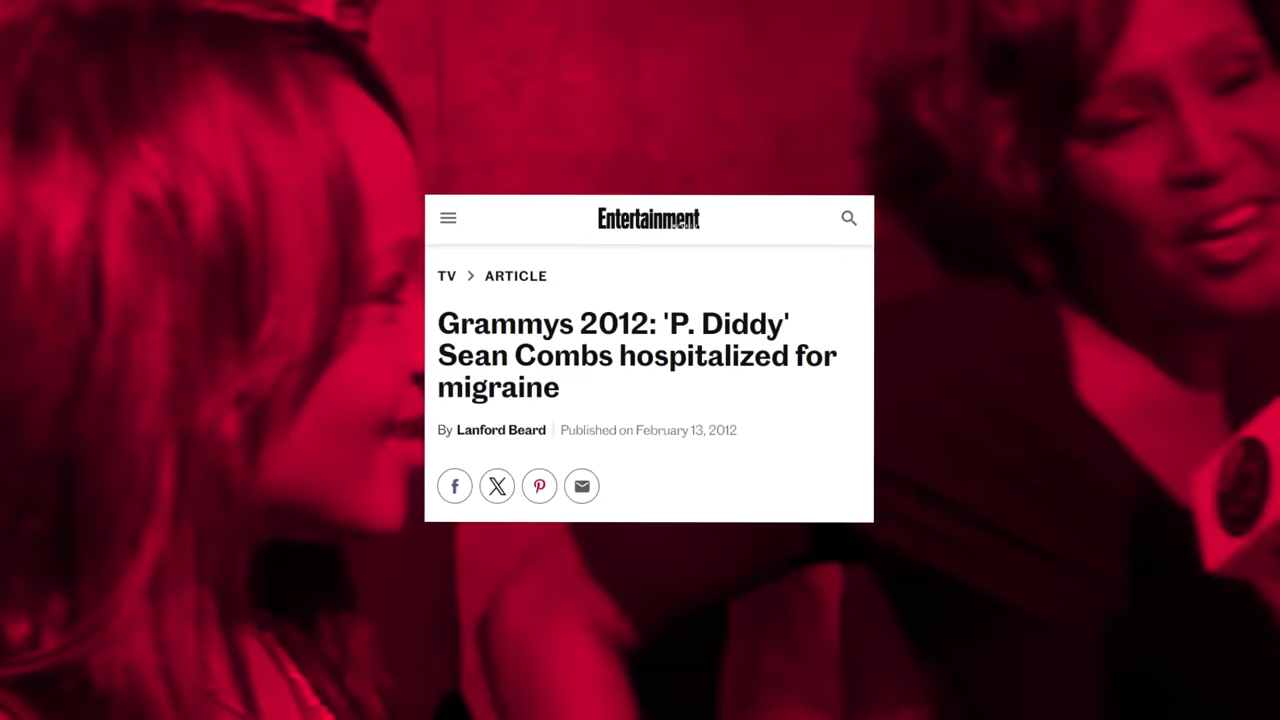 Entertainment
TV > ARTICLE
Grammys 2012: 'P. Diddy'
Sean Combs hospitalized for
migraine
By Lanford Beard | Published on February 13, 2012